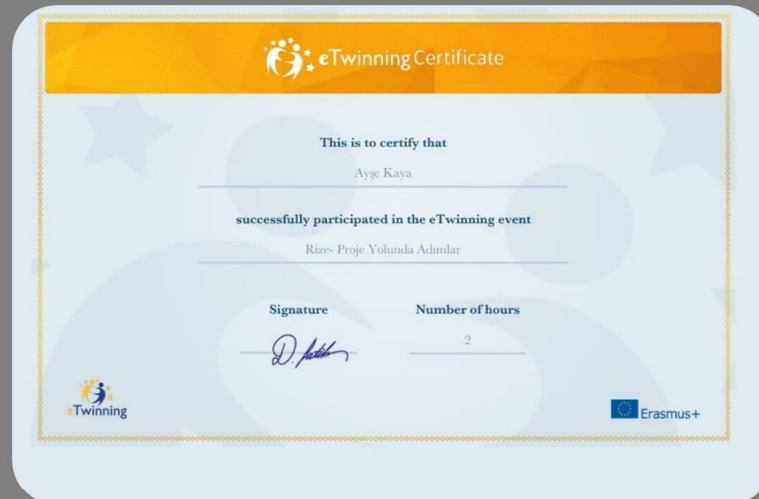 eTwinning Certificate
This is to certify that
Ayşe Kaya
successfully participated in the eTwinning event
Rize- Proje Yolunda Adımlar
Signature Number of hours
D. 2
eTwinning
Erasmus+